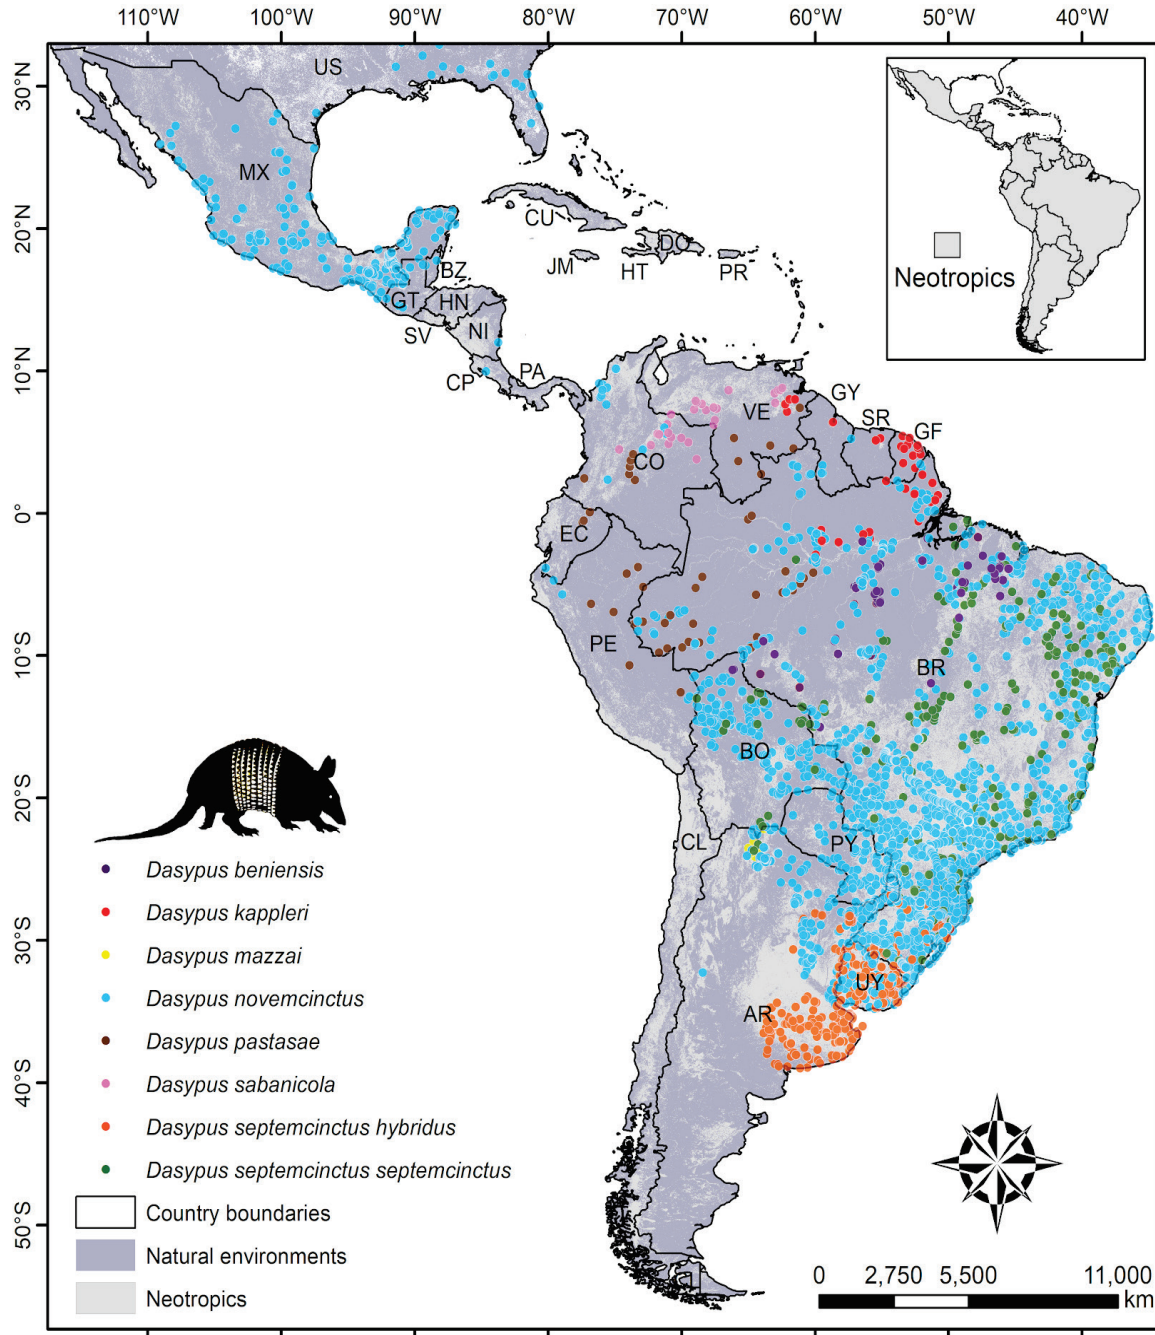 110°W 100°W 90°W 80°W 70°W 60°W 50°W 40°W
30°N
20°N
10°N
0°
10°S
20°S
30°S
40°S
50°S
US
MX
CU
DO
JM
HT
PR
BZ
GT
HN
SV
NI
CP
PA
VE
GY
SR
GF
CO
EC
PE
BR
BO
PY
CL
UY
AR
Neotropics
Dasypus beniensis
Dasypus kappleri
Dasypus mazzai
Dasypus novemcinctus
Dasypus pastasae
Dasypus sabanicola
Dasypus septemcinctus hybridus
Dasypus septemcinctus septemcinctus
Country boundaries
Natural environments
Neotropics
0 2,750 5,500 11,000
km